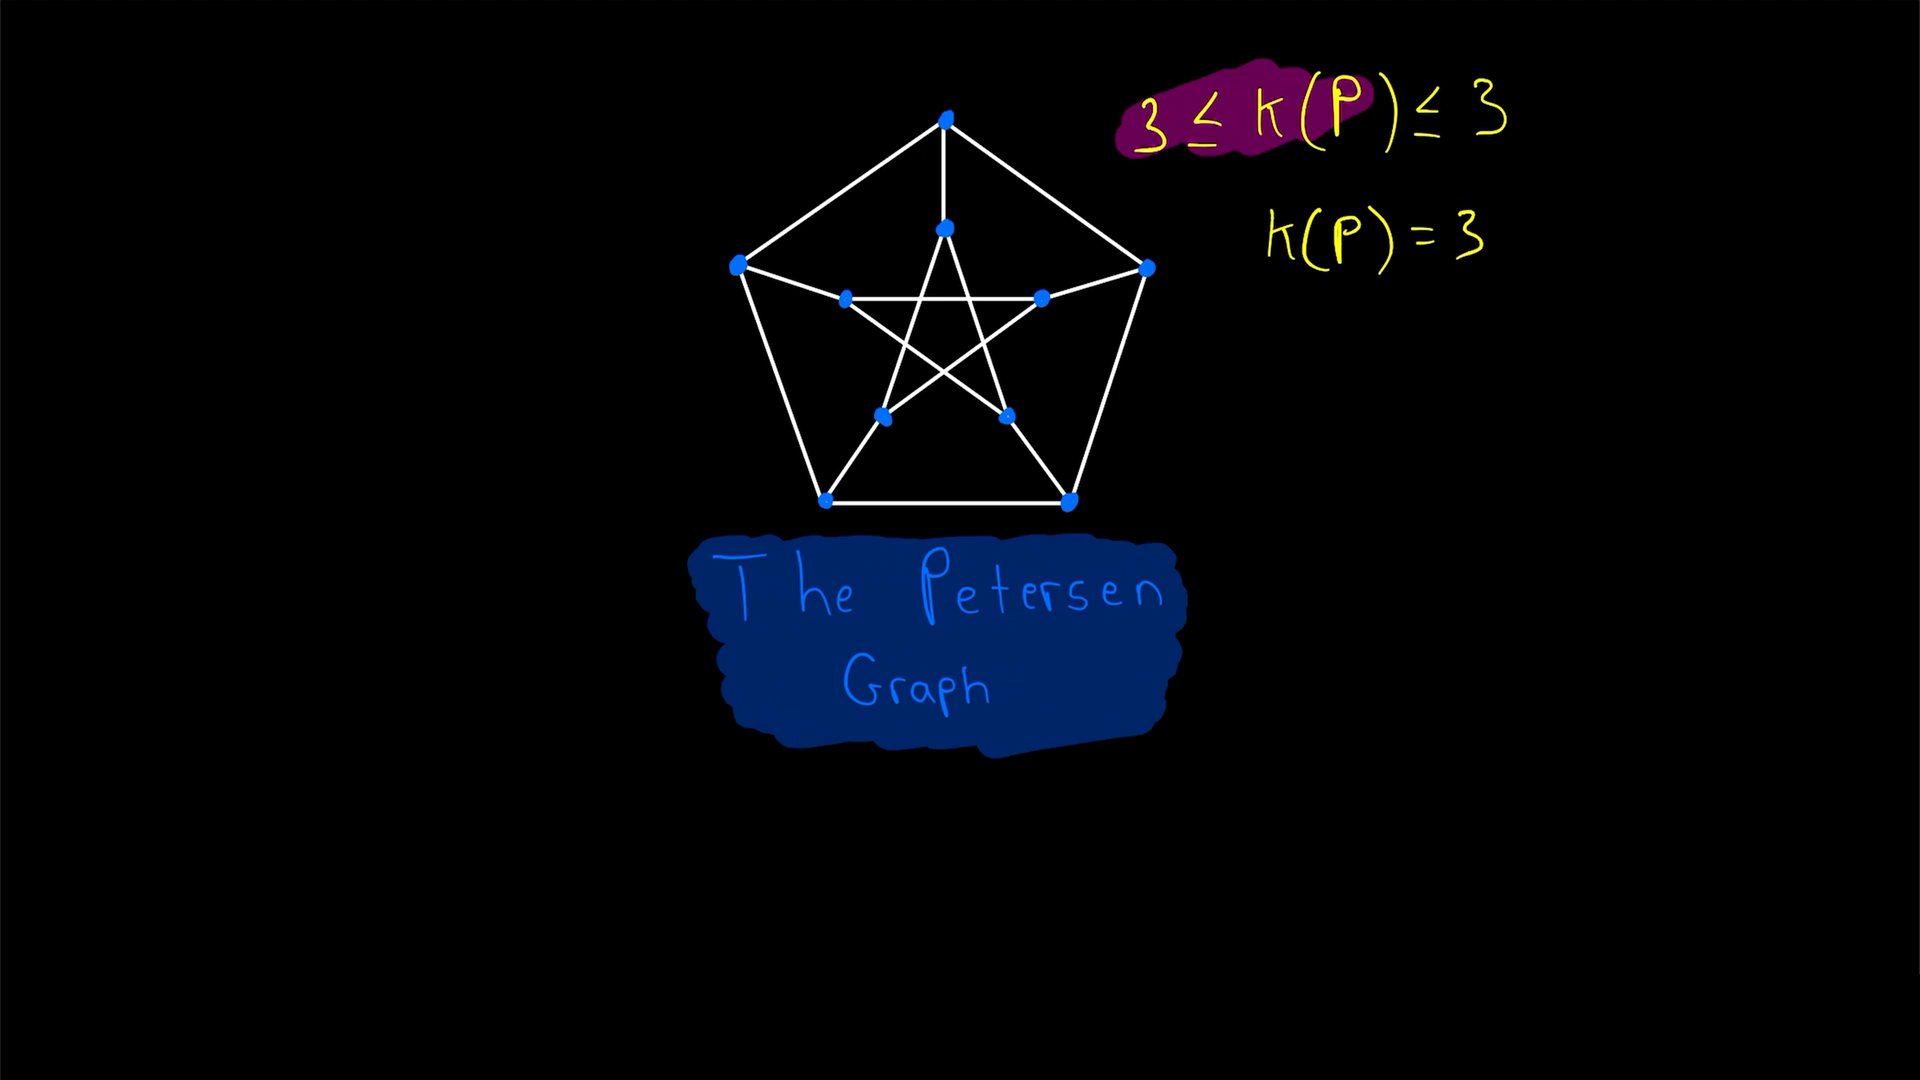 3 ≤ k(P) ≤ 3
k(P) = 3
The Petersen
Graph